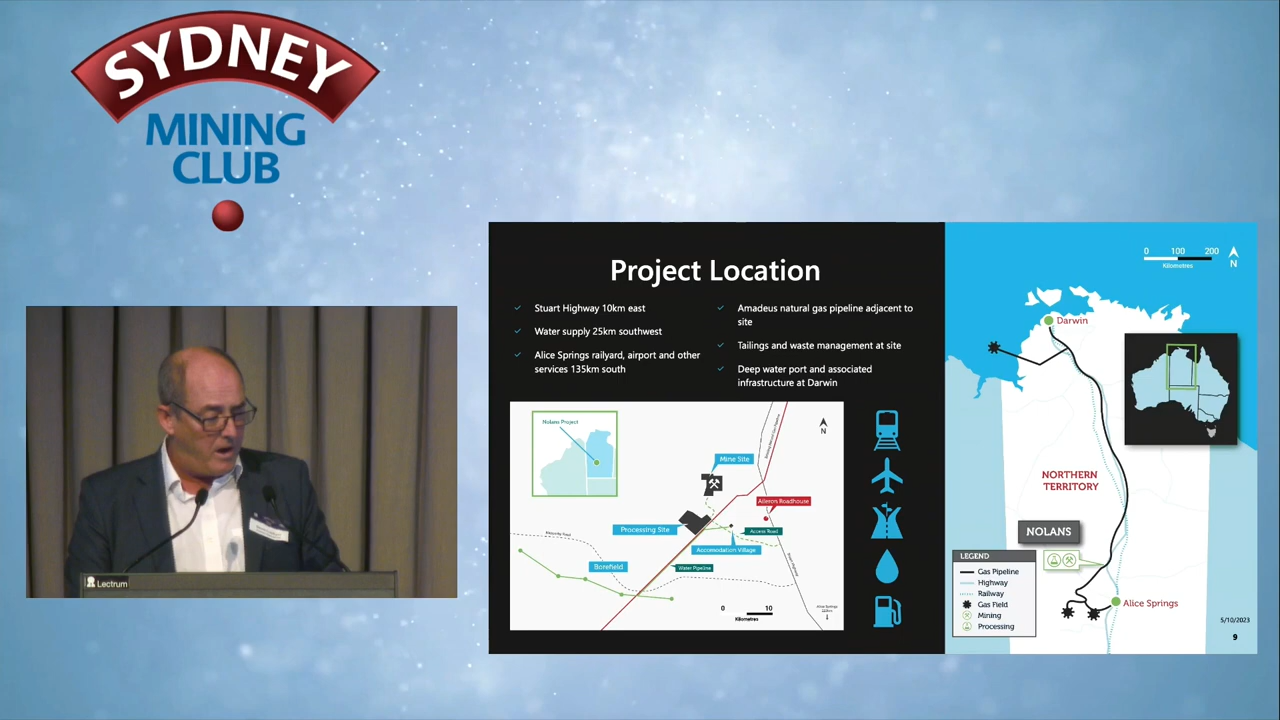 SYDNEY
MINING
CLUB
Lectrum
Project Location
Stuart Highway 10km east
Water supply 25km southwest
Alice Springs railyard, airport and other
services 135km south
Amadeus natural gas pipeline adjacent to
site
Tailings and waste management at site
Deep water port and associated
infrastructure at Darwin
Nolans Project
N
Mine Site
Aileron Roadhouse
Processing Site
Access Road
Accomodation Village
Borefield
Water Pipeline
0 10
Kilometres
Alice Springs
0 100 200
Kilometres
N
Darwin
NORTHERN
TERRITORY
NOLANS
LEGEND
Gas Pipeline
Highway
Railway
Gas Field
Mining
Processing
Alice Springs
5/10/2023
9